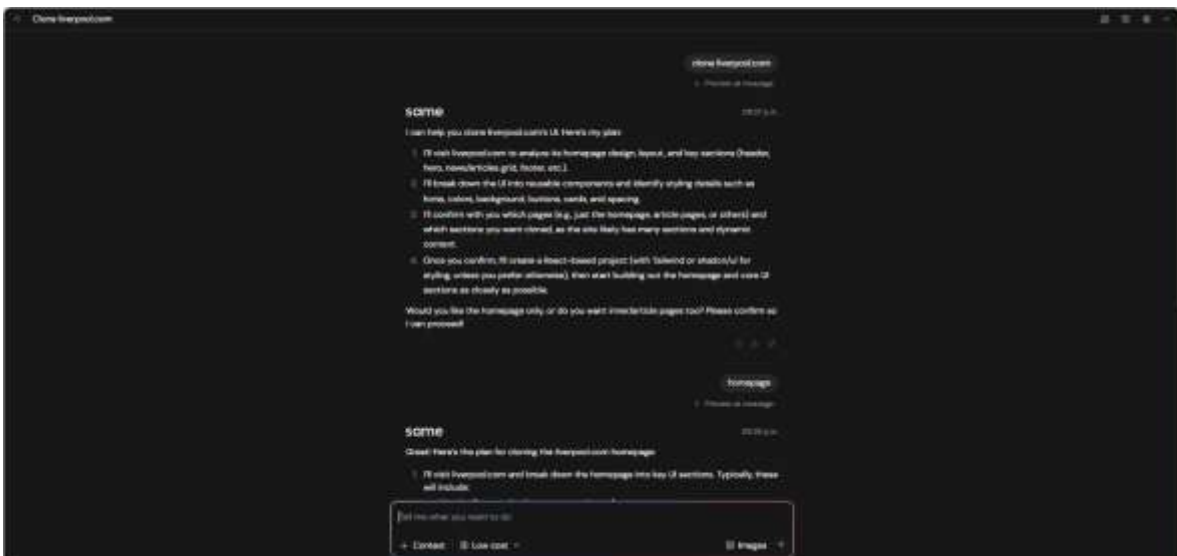 Clone liverpool.com
clone liverpool.com
same
I can help you clone liverpool.com's UI. Here's my plan:
1. I'll visit liverpool.com to analyze its homepage design, layout, and key sections (header,
hero, news/articles grid, footer, etc.).
2. I'll break down the UI into reusable components and identify styling details such as
fonts, colors, background, buttons, cards, and spacing.
3. I'll confirm with you which pages (e.g., just the homepage, article pages, or others) and
which sections you want cloned, as the site likely has many sections and dynamic
content.
4. Once you confirm, I'll create a React-based project (with Tailwind or shadcn/ui for
styling, unless you prefer otherwise), then start building out the homepage and core UI
sections as closely as possible.
Would you like the homepage only, or do you want inner/article pages too? Please confirm so
I can proceed!
homepage
same
Great! Here's the plan for cloning the liverpool.com homepage:
1. I'll visit liverpool.com and break down the homepage into key UI sections. Typically, these
will include:
Tell me what you want to do
+ Context
Low cost
Images